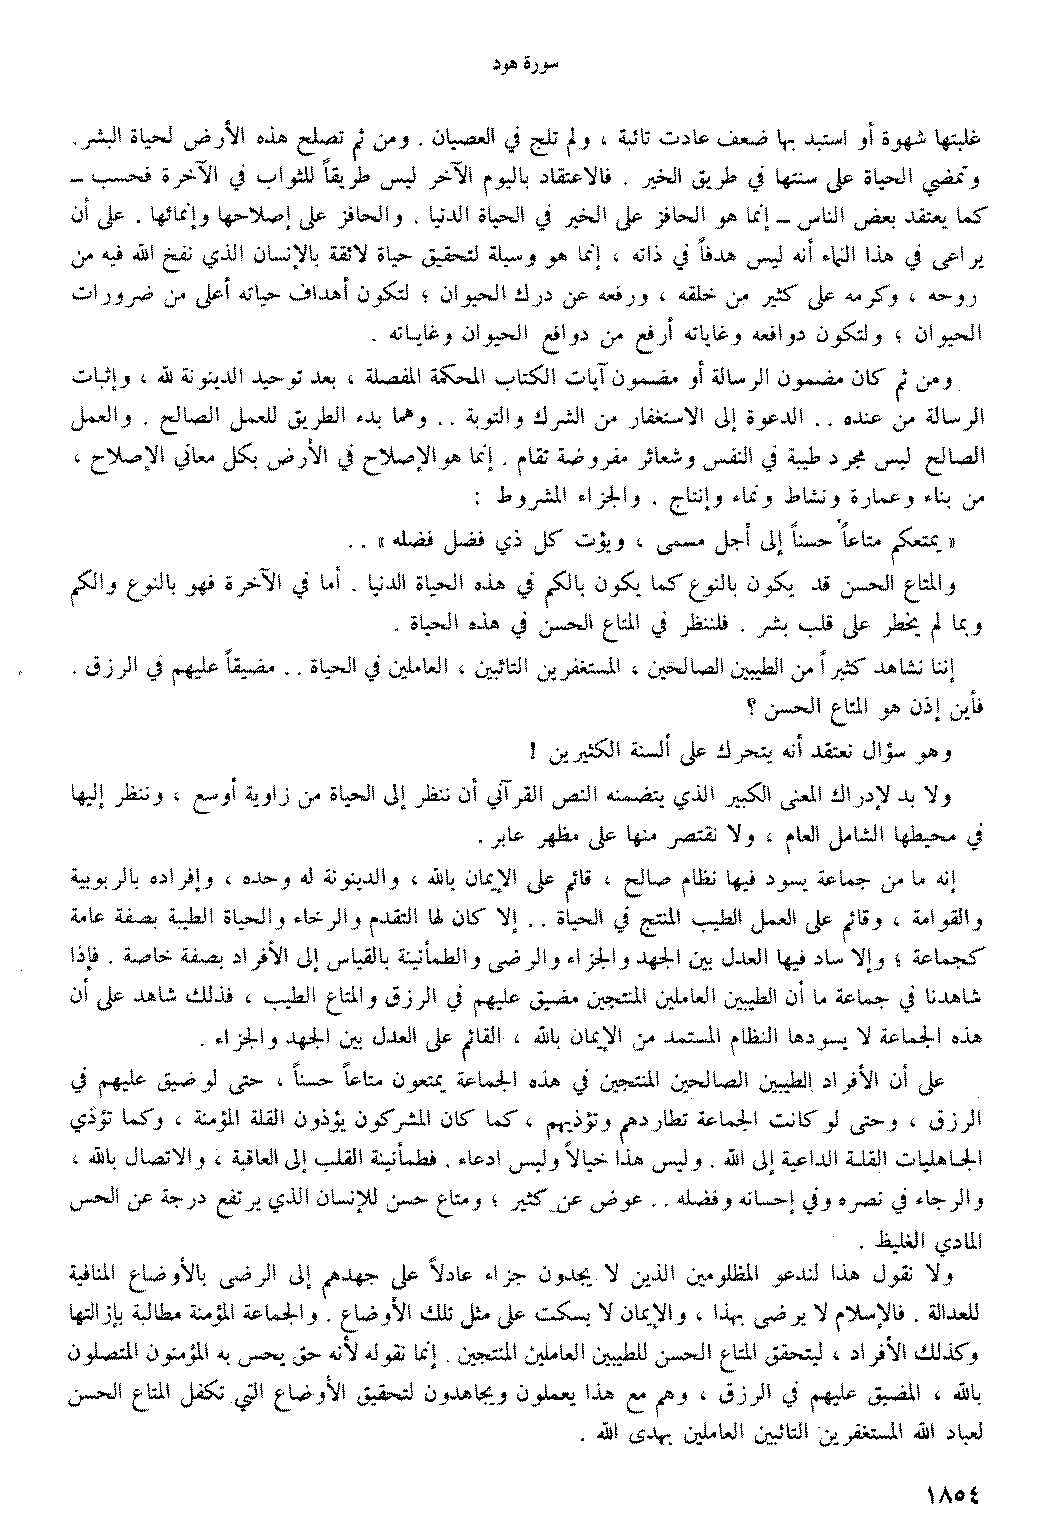 سورة هود
غلبتها شهوة أو استبد بها ضعف عادت تائبة ، ولم تلج في العصيان . ومن ثم تصلح هذه الأرض لحياة البشر .
وتمضي الحياة على سنتها في طريق الخير . فالاعتقاد باليوم الآخر ليس طريقاً للثواب في الآخرة فحسب ــ
كما يعتقد بعض الناس ــ إنما هو الحافز على الخير في الحياة الدنيا . والحافز على إصلاحها وإنمائها . على أن
يراعى في هذا النماء أنه ليس هدفاً في ذاته ، إنما هو وسيلة لتحقيق حياة لائقة بالإنسان الذي نفخ الله فيه من
روحه ، وكرمه على كثير من خلقه ، ورفعه عن درك الحيوان ؛ لتكون أهداف حياته أعلى من ضرورات
الحيوان ؛ ولتكون دوافعه وغاياته أرفع من دوافع الحيوان وغاياته .
ومن ثم كان مضمون الرسالة أو مضمون آيات الكتاب المحكمة المفصلة ، بعد توحيد الدينونة لله ، وإثبات
الرسالة من عنده .. الدعوة إلى الاستغفار من الشرك والتوبة .. وهما بدء الطريق للعمل الصالح . والعمل
الصالح ليس مجرد طيبة في النفس وشعائر مفروضة تقام . إنما هو الإصلاح في الأرض بكل معاني الإصلاح ،
من بناء وعمارة ونشاط ونماء وإنتاج . والجزاء المشروط :
« يمتعكم متاعاً حسناً إلى أجل مسمى ، ويؤت كل ذي فضل فضله » ..
والمتاع الحسن قد يكون بالنوع كما يكون بالكم في هذه الحياة الدنيا . أما في الآخرة فهو بالنوع والكم
وبما لم يخطر على قلب بشر . فلننظر في المتاع الحسن في هذه الحياة .
إننا نشاهد كثيراً من الطيبين الصالحين ، المستغفرين التائبين ، العاملين في الحياة .. مضيقاً عليهم في الرزق .
فأين إذن هو المتاع الحسن ؟
وهو سؤال نعتقد أنه يتحرك على ألسنة الكثيرين !
ولا بد لإدراك المعنى الكبير الذي يتضمنه النص القرآني أن ننظر إلى الحياة من زاوية أوسع ، وننظر إليها
في محيطها الشامل العام ، ولا نقتصر منها على مظهر عابر .
إنه ما من جماعة يسود فيها نظام صالح ، قائم على الإيمان بالله ، والدينونة له وحده ، وإفراده بالربوبية
والقوامة ، وقائم على العمل الطيب المنتج في الحياة .. إلا كان لها التقدم والرخاء والحياة الطيبة بصفة عامة
كجماعة ؛ وإلا ساد فيها العدل بين الجهد والجزاء والرضى والطمأنينة بالقياس إلى الأفراد بصفة خاصة . فإذا
شاهدنا في جماعة ما أن الطيبين العاملين المنتجين مضيق عليهم في الرزق والمتاع الطيب ، فذلك شاهد على أن
هذه الجماعة لا يسودها النظام المستمد من الإيمان بالله ، القائم على العدل بين الجهد والجزاء .
على أن الأفراد الطيبين الصالحين المنتجين في هذه الجماعة يمتعون متاعاً حسناً ، حتى لو ضيق عليهم في
الرزق ، وحتى لو كانت الجماعة تطاردهم وتؤذيهم ، كما كان المشركون يؤذون القلة المؤمنة ، وكما تؤذي
الجاهليات القلة الداعية إلى الله . وليس هذا خيالاً وليس ادعاء . فطمأنينة القلب إلى العاقبة ، والاتصال بالله ،
والرجاء في نصره وفي إحسانه وفضله .. عوض عن كثير ؛ ومتاع حسن للإنسان الذي يرتفع درجة عن الحس
المادي الغليظ .
ولا نقول هذا لندعو المظلومين الذين لا يجدون جزاء عادلاً على جهدهم إلى الرضى بالأوضاع المنافية
للعدالة . فالإسلام لا يرضى بهذا ، والإيمان لا يسكت على مثل تلك الأوضاع . والجماعة المؤمنة مطالبة بإزالتها
وكذلك الأفراد ، ليتحقق المتاع الحسن للطيبين العاملين المنتجين . إنما نقوله لأنه حق يحس به المؤمنون المتصلون
بالله ، المضيق عليهم في الرزق ، وهم مع هذا يعملون ويجاهدون لتحقيق الأوضاع التي تكفل المتاع الحسن
لعباد الله المستغفرين التائبين العاملين بهدى الله .
١٨٥٤